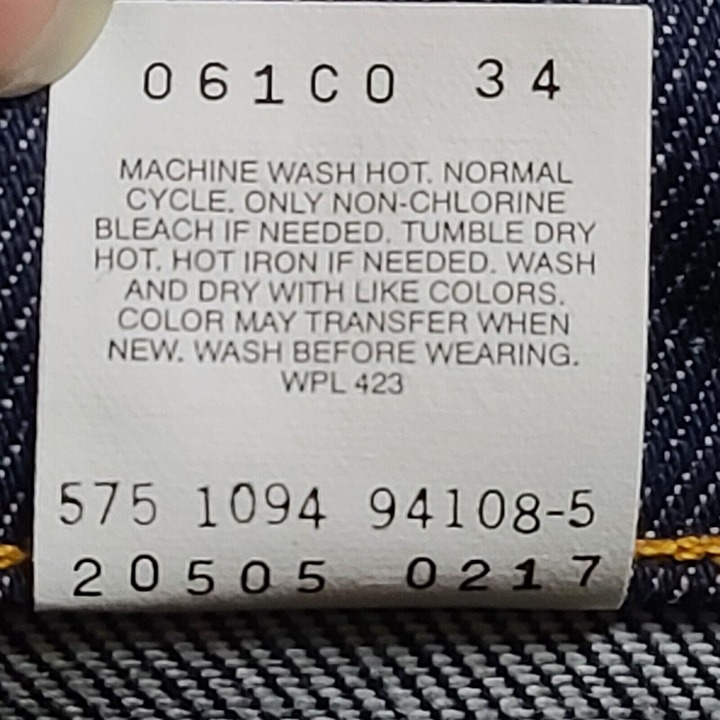 061C0 34
MACHINE WASH HOT. NORMAL
CYCLE. ONLY NON-CHLORINE
BLEACH IF NEEDED. TUMBLE DRY
HOT. HOT IRON IF NEEDED. WASH
AND DRY WITH LIKE COLORS.
COLOR MAY TRANSFER WHEN
NEW. WASH BEFORE WEARING.
WPL 423
575 1094 94108-5
20505 0217